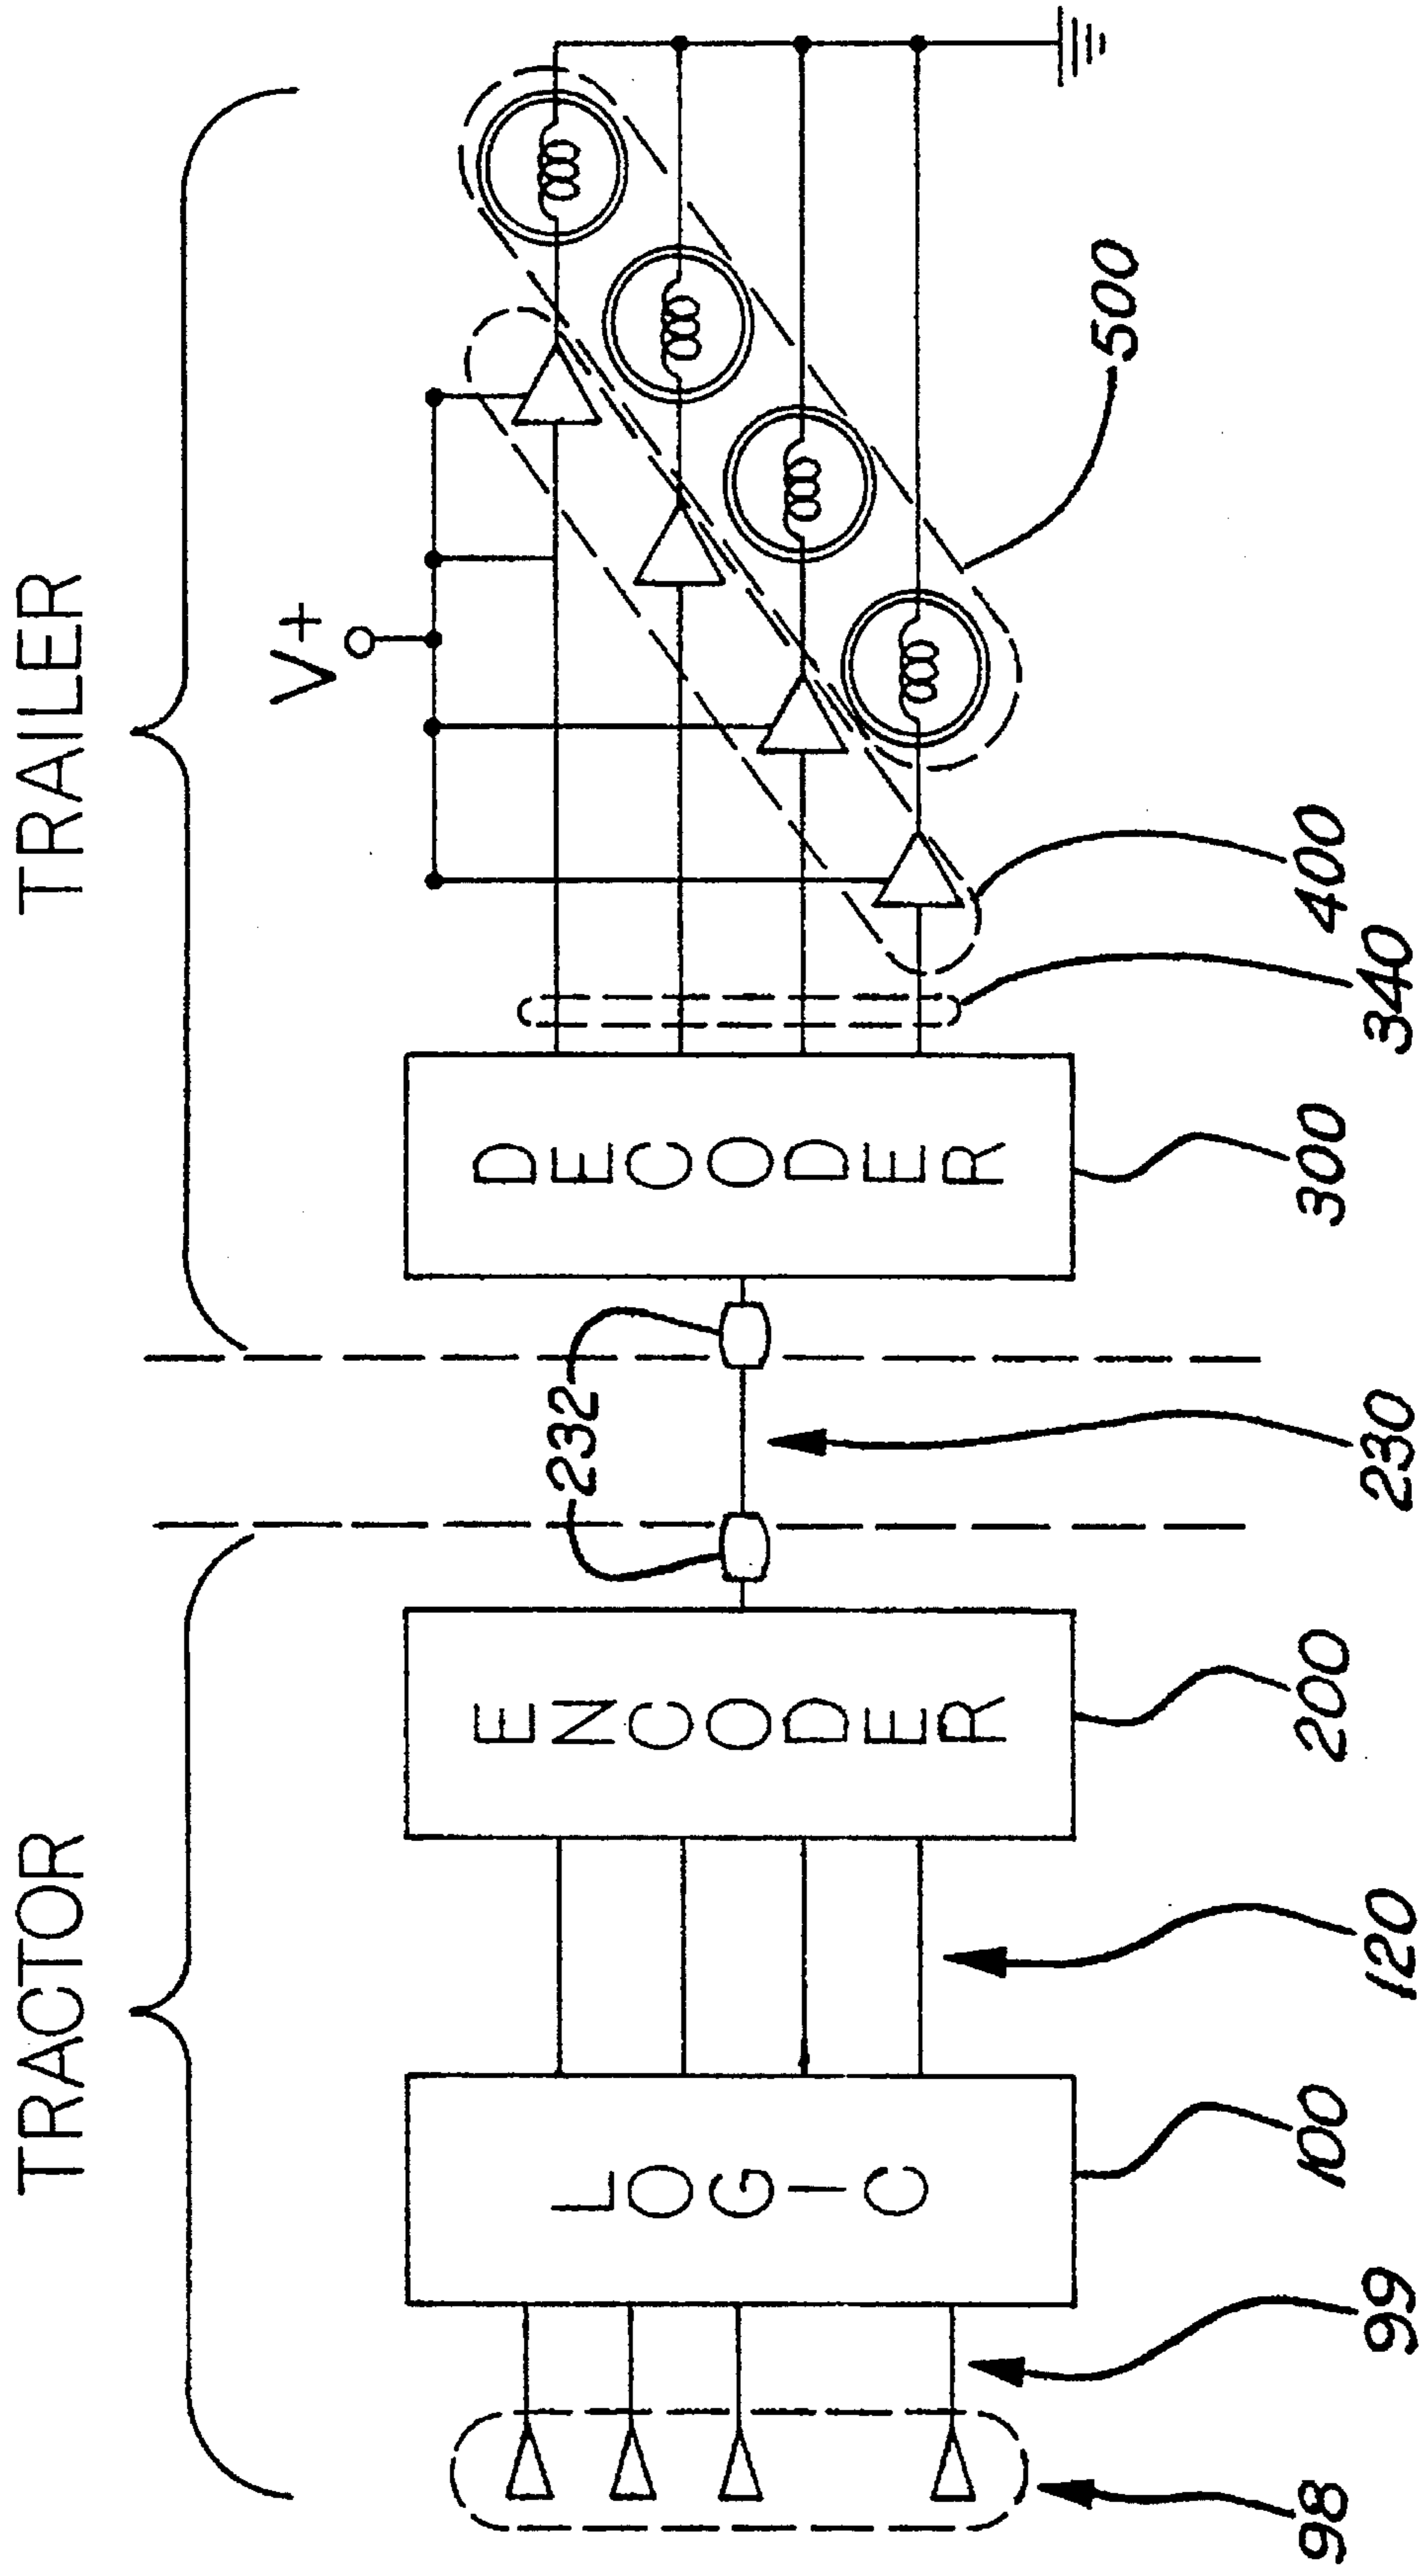 TRACTOR
TRAILER
V+
LOGIC
ENCODER
DECODER
232
500
400
340
98
99
100
120
200
230
300